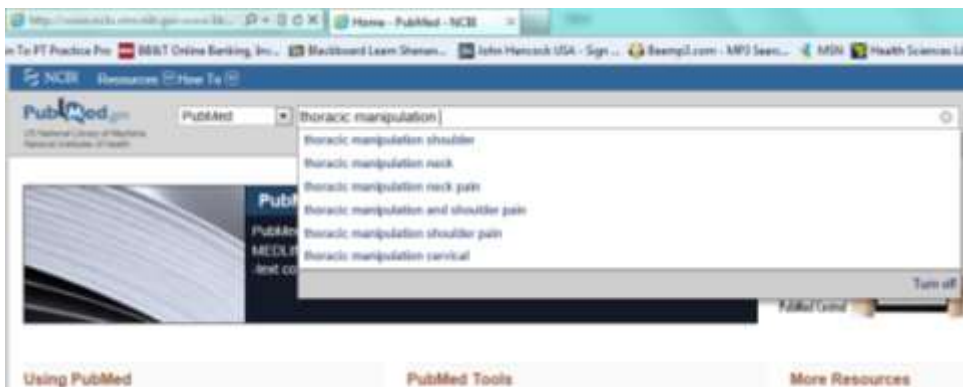 Home - PubMed - NCBI
To PT Practice Pro BB&T Online Banking, Inc... Blackboard Learn Shenan... John Hancock USA - Sign ... Beemp3.com - MP3 Searc... MSN Health Sciences Li
NCBI Resources How To
PubMed.gov
US National Library of Medicine
National Institutes of Health
PubMed
thoracic manipulation
thoracic manipulation shoulder
thoracic manipulation neck
thoracic manipulation neck pain
thoracic manipulation and shoulder pain
thoracic manipulation shoulder pain
thoracic manipulation cervical
Turn off
PubMed Central
Using PubMed
PubMed Tools
More Resources